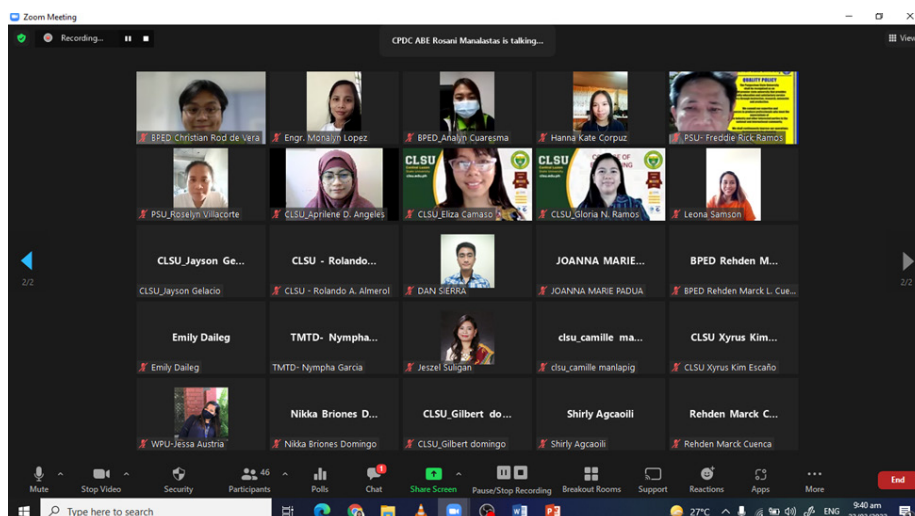 Zoom Meeting
Recording...
CPDC ABE Rosani Manalastas is talking...
View
QUALITY POLICY
BPED Christian Rod de Vera
Engr. Monalyn Lopez
BPED_Analyn Cuaresma
Hanna Kate Corpuz
PSU- Freddie Rick Ramos
CLSU
CLSU
PSU_Roselyn Villacorte
CLSU_Aprilene D. Angeles
CLSU_Eliza Camaso
CLSU_Gloria N. Ramos
Leona Samson
CLSU_Jayson Ge...
CLSU - Rolando...
JOANNA MARIE...
BPED Rehden M...
2/2
2/2
CLSU_Jayson Gelacio
CLSU - Rolando A. Almerol
DAN SIERRA
JOANNA MARIE PADUA
BPED Rehden Marck L. Cue...
Emily Daileg
TMTD- Nympha...
clsu_camille ma...
CLSU Xyrus Kim...
Emily Daileg
TMTD- Nympha Garcia
Jeszel Suligan
clsu_camille manlapig
CLSU Xyrus Kim Escaño
Nikka Briones D...
CLSU_Gilbert do...
Shirly Agcaoili
Rehden Marck C...
WPU-Jessa Austria
Nikka Briones Domingo
CLSU_Gilbert domingo
Shirly Agcaoili
Rehden Marck Cuenca
46
1
Mute
Stop Video
Security
Participants
Polls
Chat
Share Screen
Pause/Stop Recording
Breakout Rooms
Support
Reactions
Apps
More
End
Type here to search
27°C
ENG
9:40 am